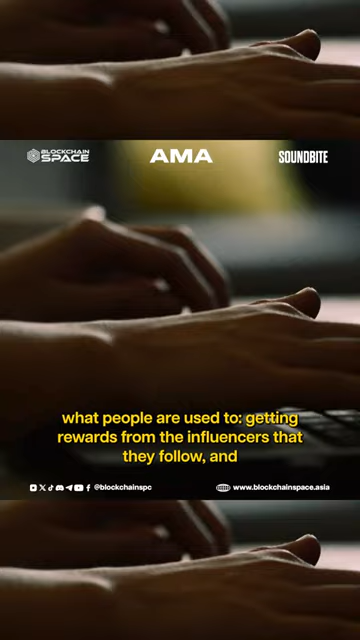 BLOCKCHAIN
SPACE
AMA
SOUNDBITE
what people are used to: getting
rewards from the influencers that
they follow, and
@blockchainspc
www.blockchainspace.asia